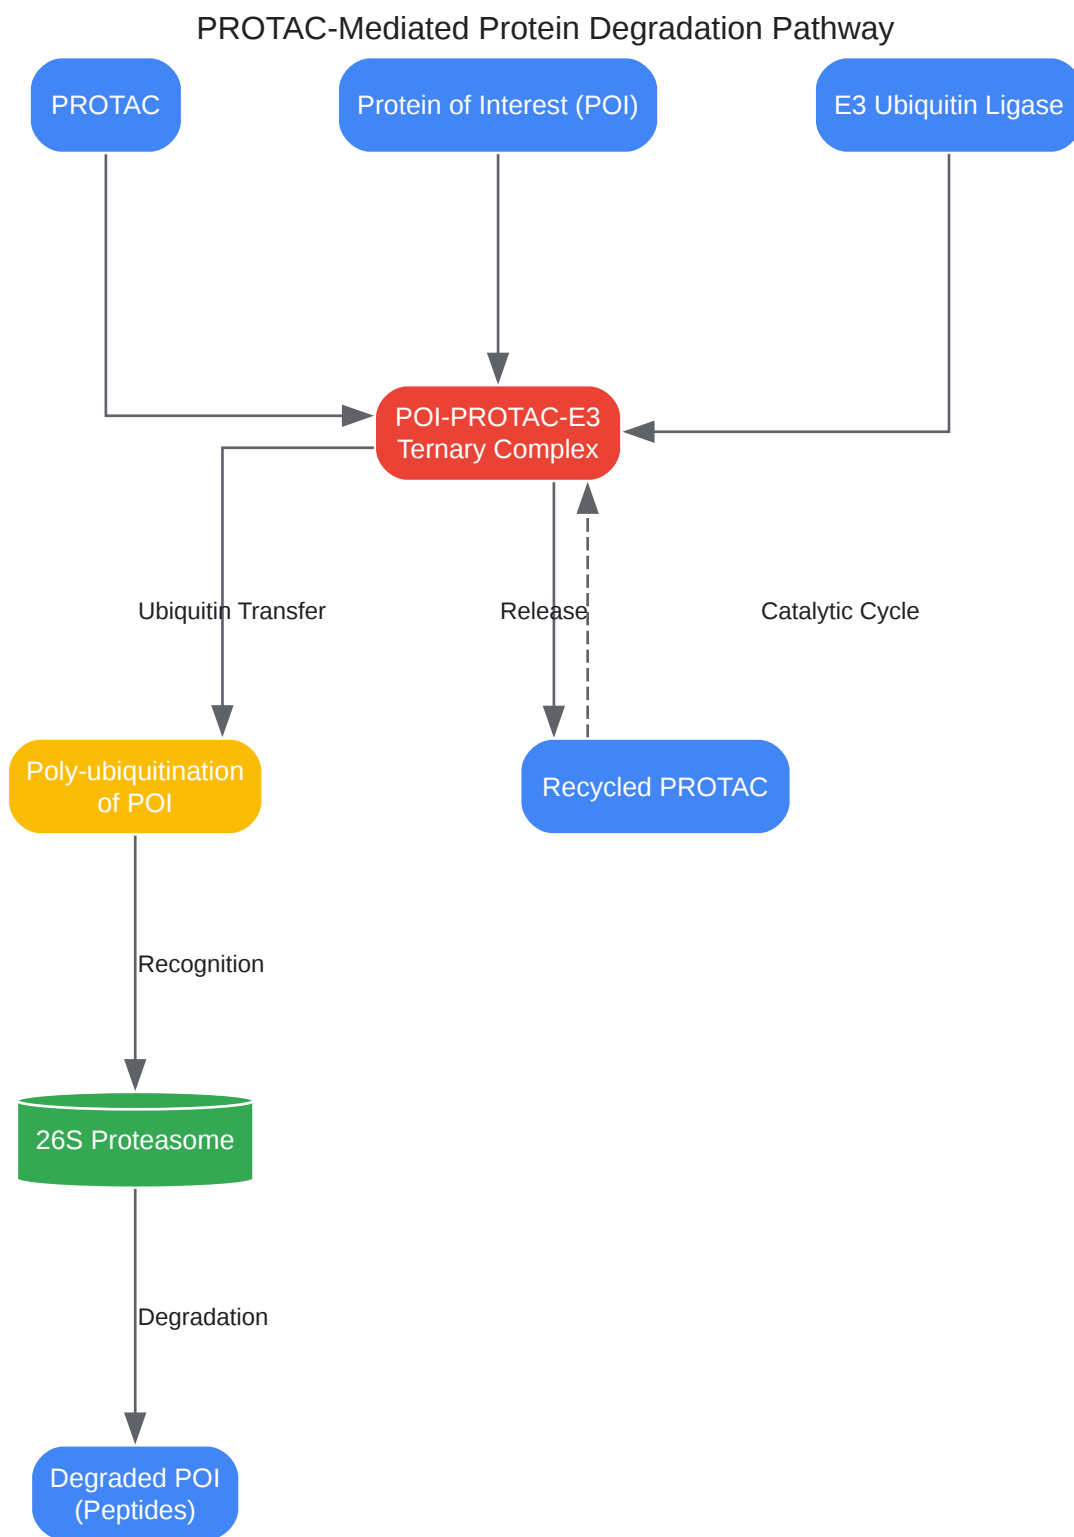 PROTAC-Mediated Protein Degradation Pathway
PROTAC
Protein of Interest (POI)
E3 Ubiquitin Ligase
POI-PROTAC-E3
Ternary Complex
Ubiquitin Transfer
Release
Catalytic Cycle
Poly-ubiquitination
of POI
Recycled PROTAC
Recognition
26S Proteasome
Degradation
Degraded POI
(Peptides)